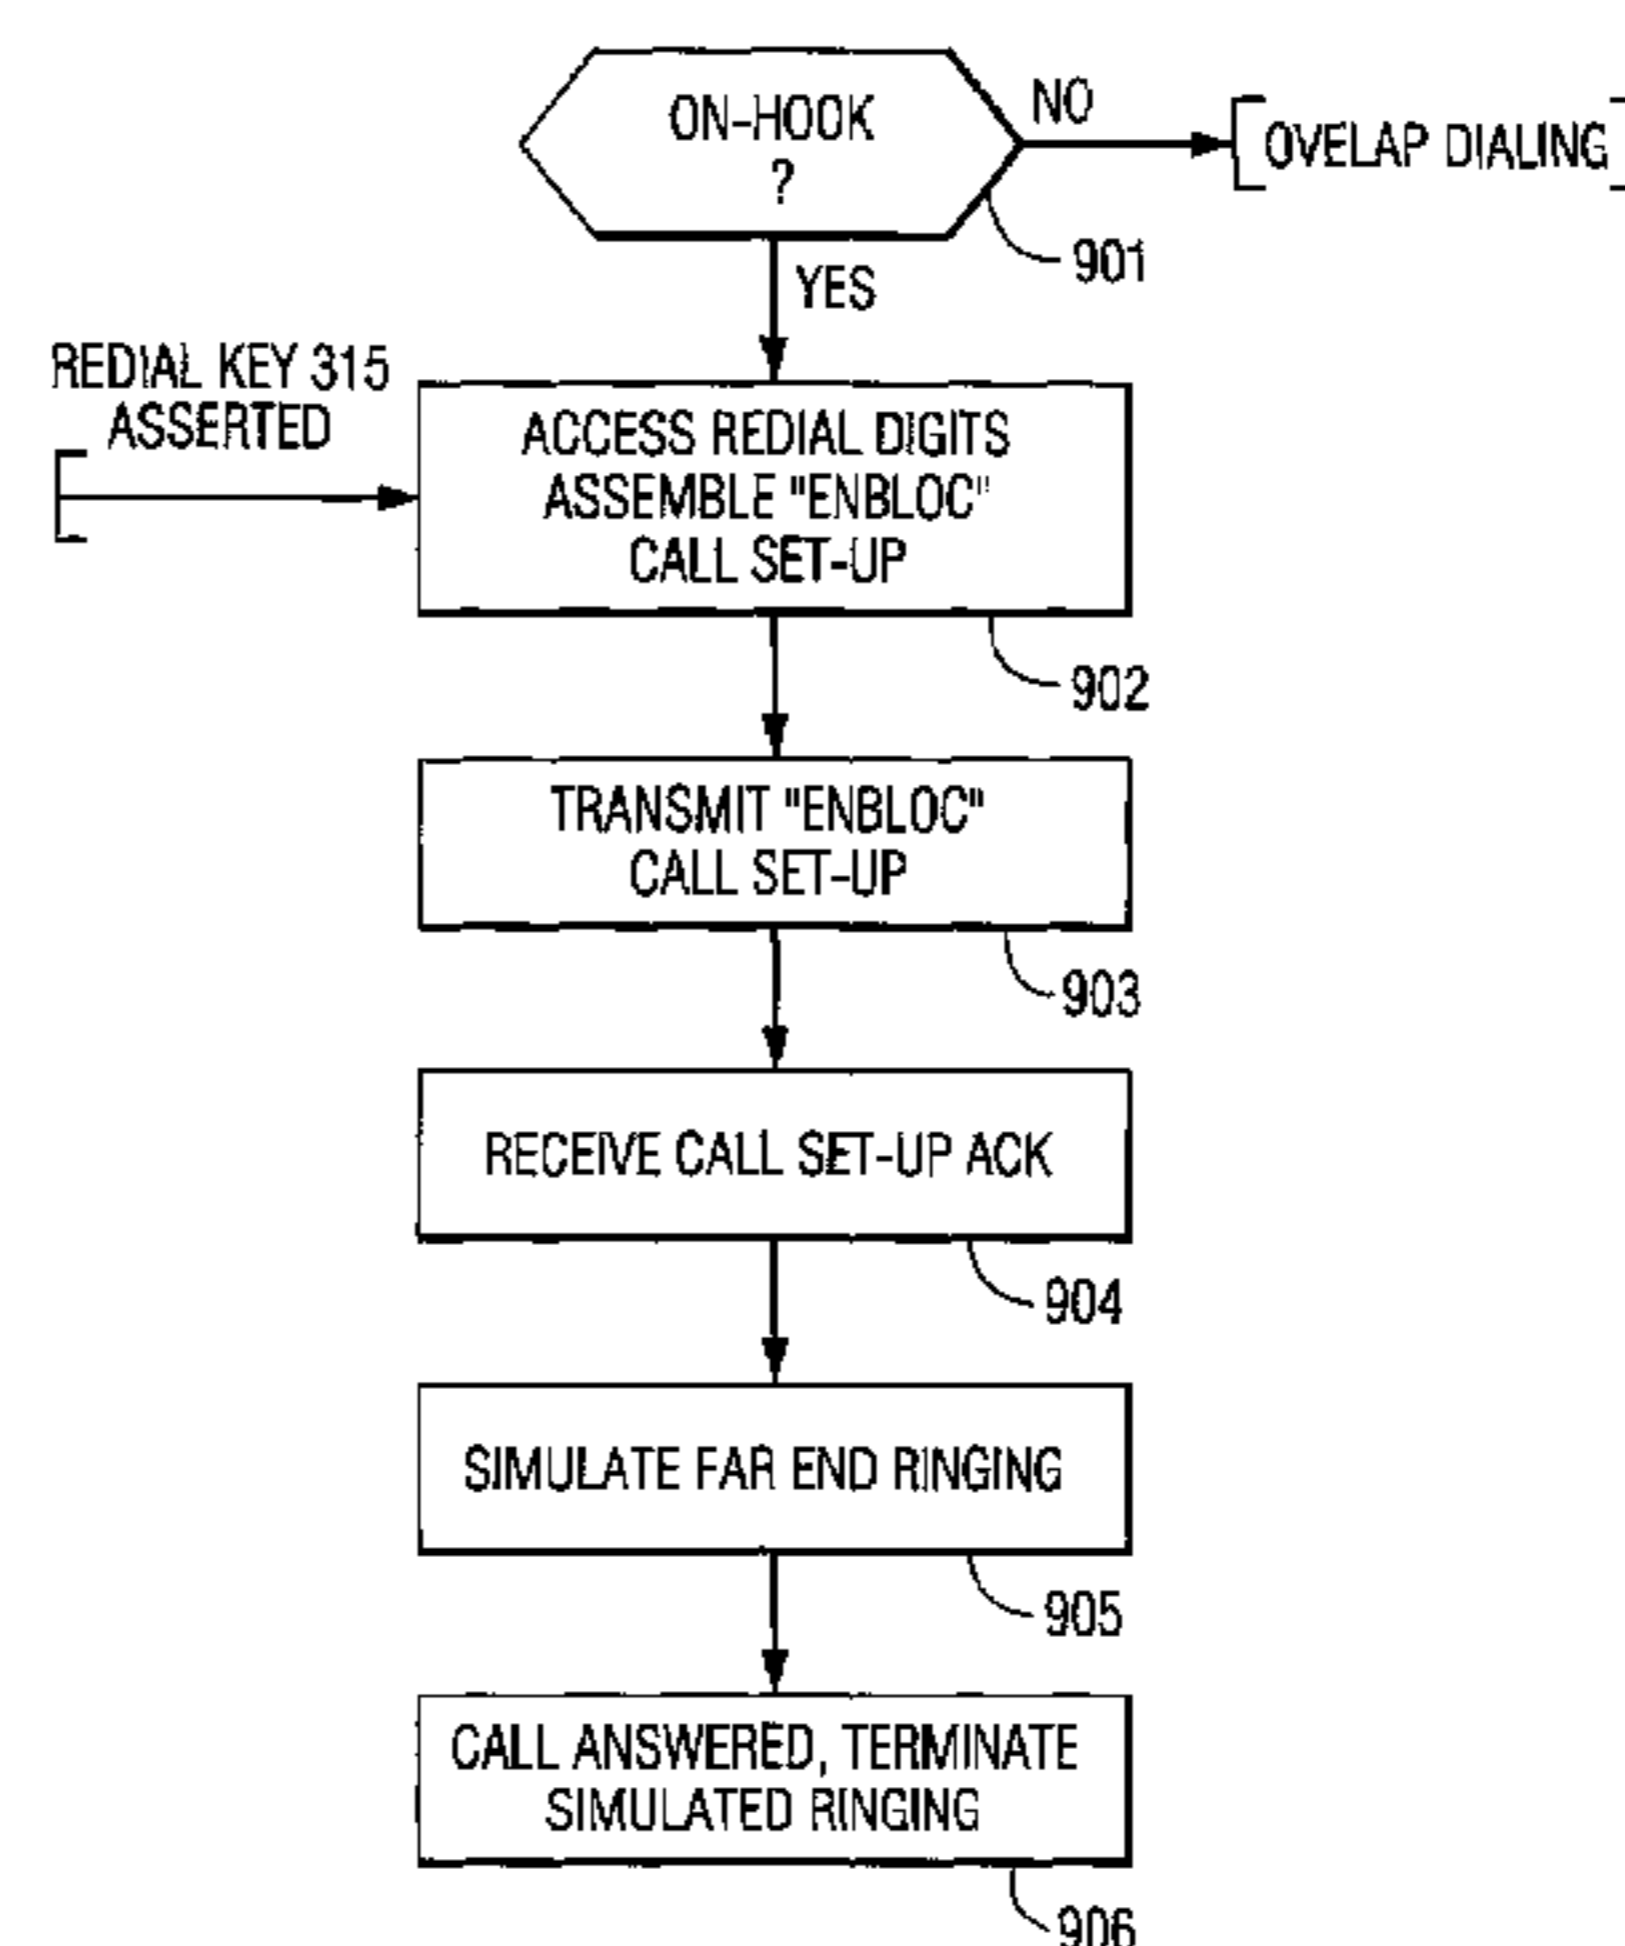 ON-HOOK
?
NO
OVELAP DIALING
901
YES
REDIAL KEY 315
ASSERTED
ACCESS REDIAL DIGITS
ASSEMBLE "ENBLOC"
CALL SET-UP
902
TRANSMIT "ENBLOC"
CALL SET-UP
903
RECEIVE CALL SET-UP ACK
904
SIMULATE FAR END RINGING
905
CALL ANSWERED, TERMINATE
SIMULATED RINGING
906